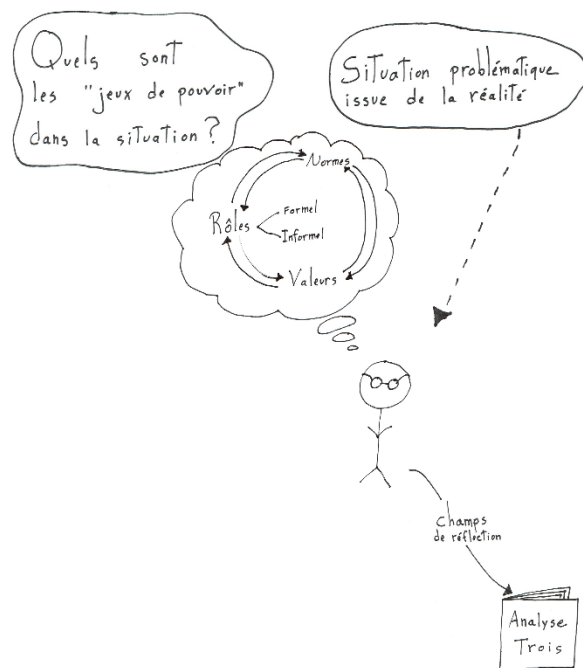 Quels sont
les "jeux de pouvoir"
dans la situation?
Situation problématique
issue de la réalité
Normes
Rôles
Formel
Informel
Valeurs
Champs
de réflection
Analyse
Trois